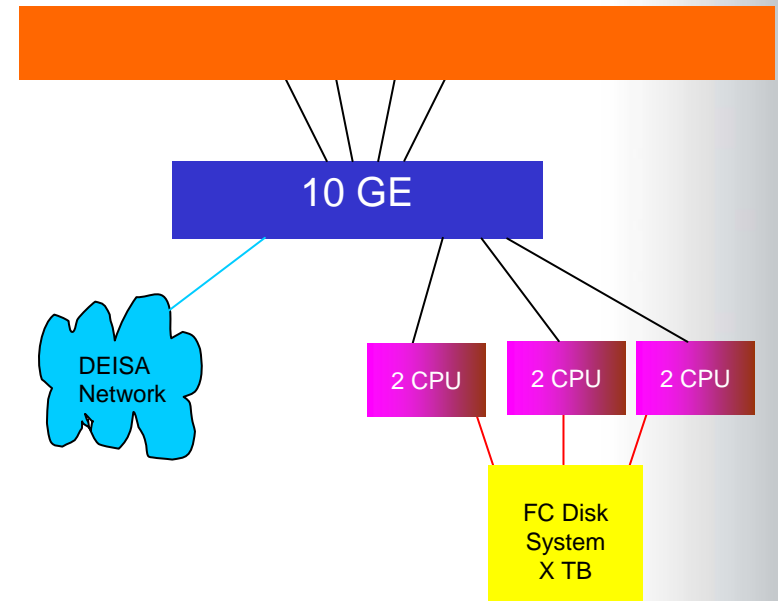 10 GE
DEISA
Network
2 CPU
2 CPU
2 CPU
FC Disk
System
X TB